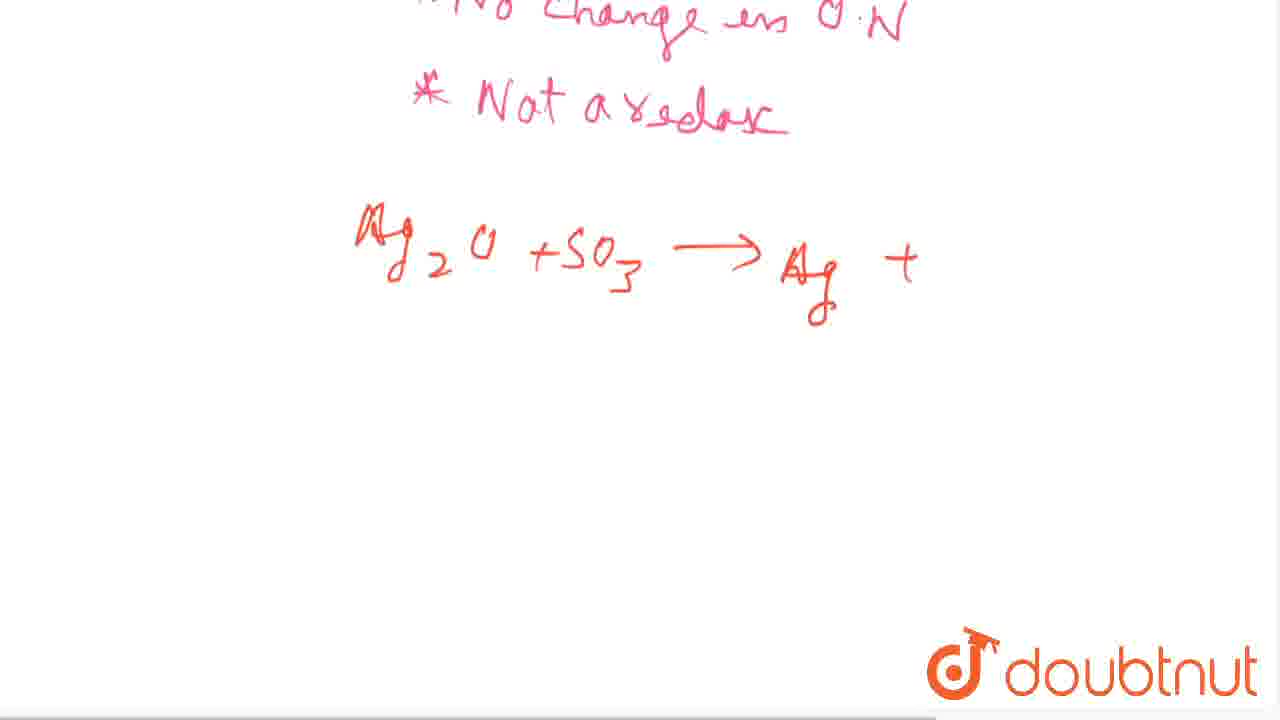 No change in O.N
* Not a redox
Ag2O + SO3 → Ag +
doubtnut